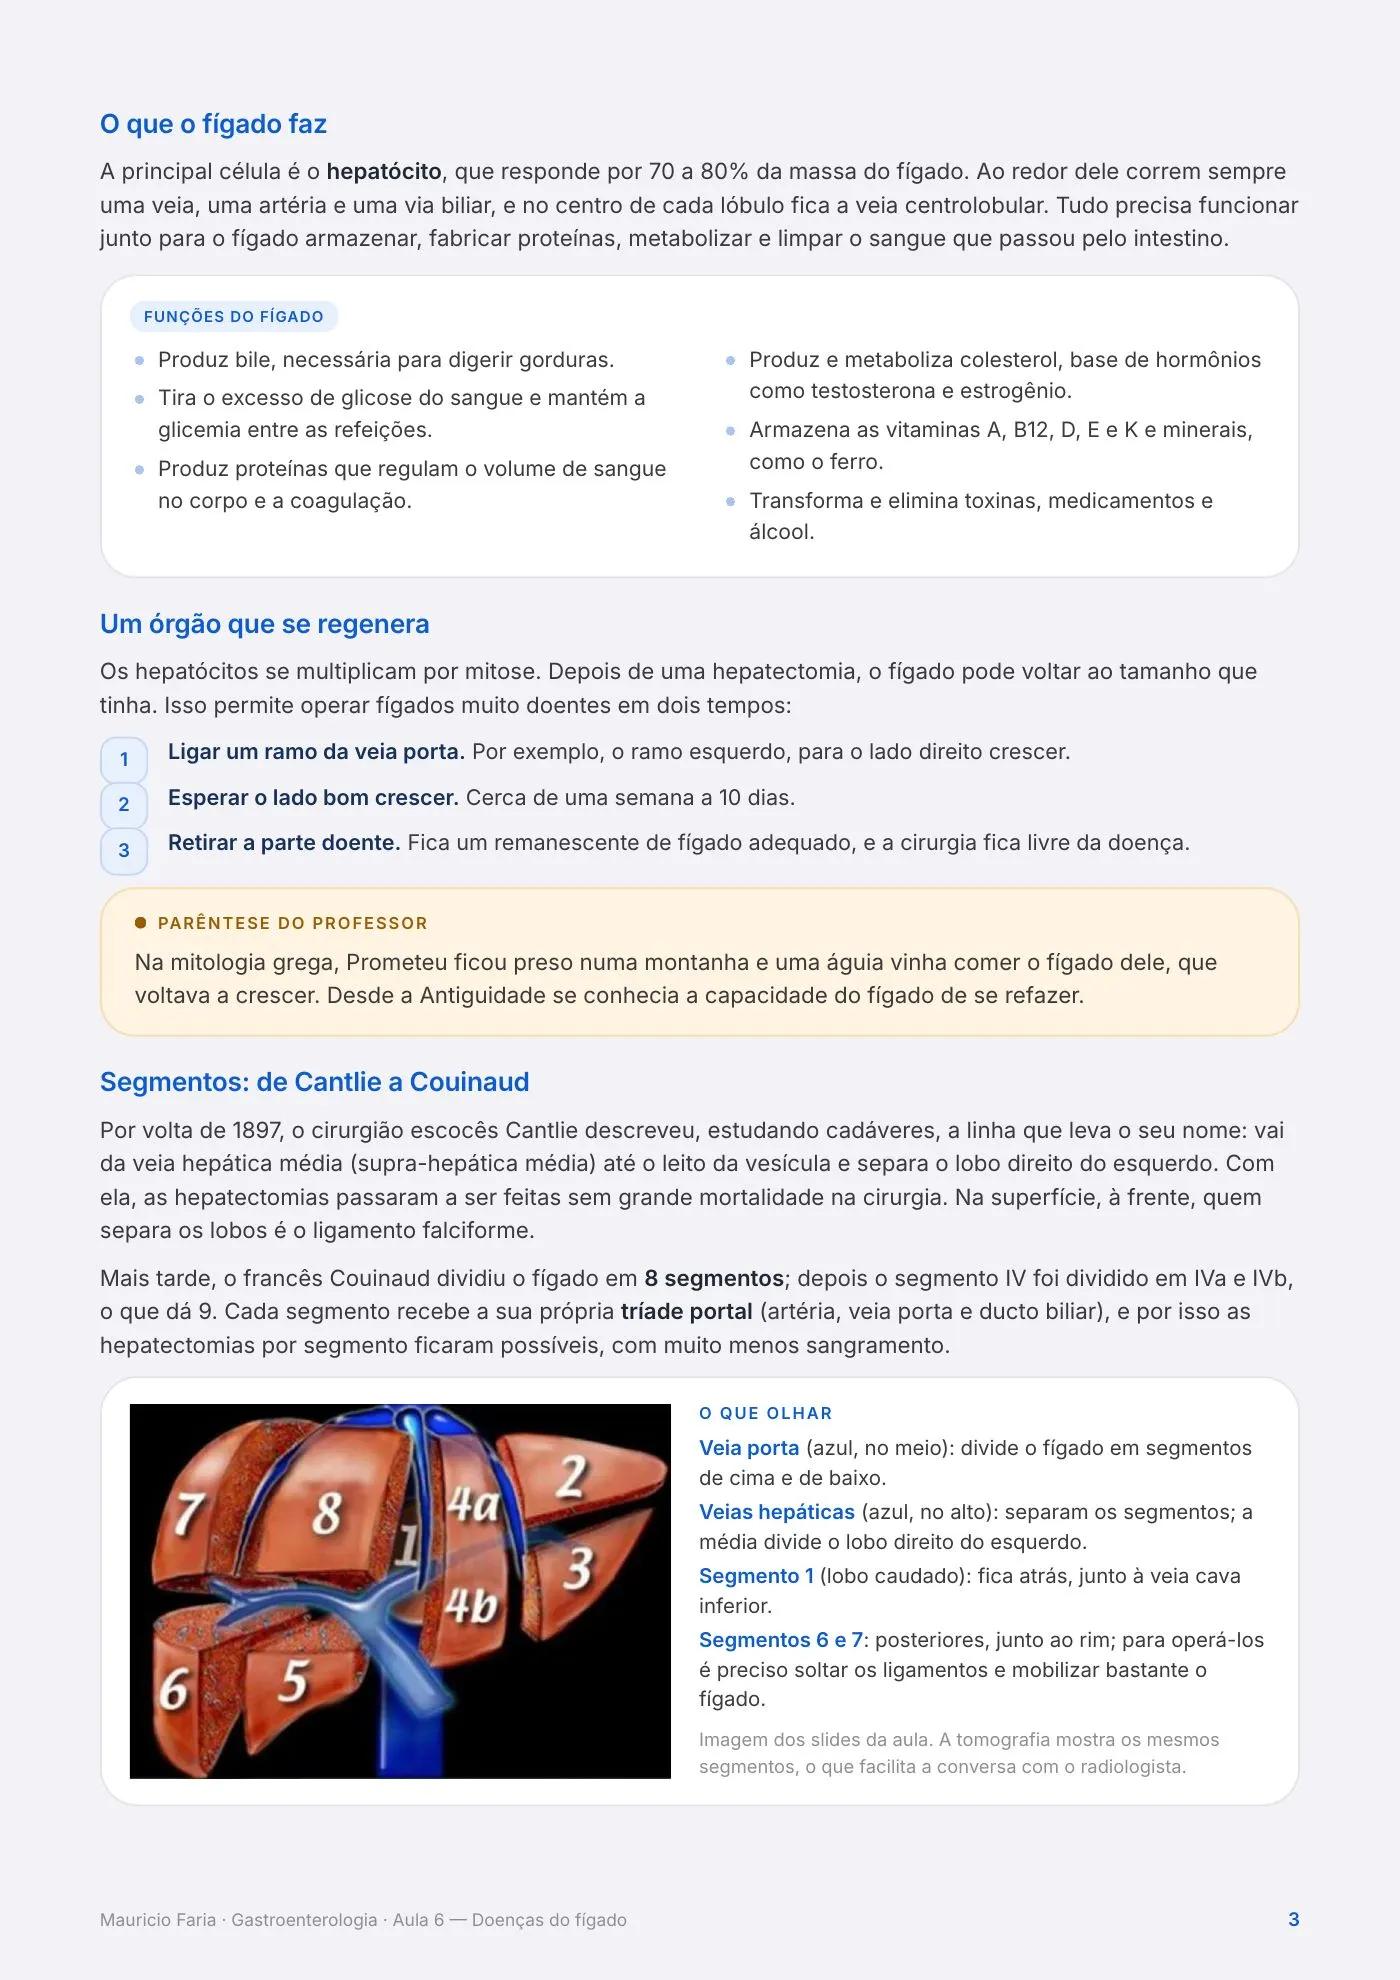 O que o fígado faz
A principal célula é o hepatócito, que responde por 70 a 80% da massa do fígado. Ao redor dele correm sempre
uma veia, uma artéria e uma via biliar, e no centro de cada lóbulo fica a veia centrolobular. Tudo precisa funcionar
junto para o fígado armazenar, fabricar proteínas, metabolizar e limpar o sangue que passou pelo intestino.
FUNÇÕES DO FÍGADO
Produz bile, necessária para digerir gorduras.
Tira o excesso de glicose do sangue e mantém a
glicemia entre as refeições.
Produz proteínas que regulam o volume de sangue
no corpo e a coagulação.
Produz e metaboliza colesterol, base de hormônios
como testosterona e estrogênio.
Armazena as vitaminas A, B12, D, E e K e minerais,
como o ferro.
Transforma e elimina toxinas, medicamentos e
álcool.
Um órgão que se regenera
Os hepatócitos se multiplicam por mitose. Depois de uma hepatectomia, o fígado pode voltar ao tamanho que
tinha. Isso permite operar fígados muito doentes em dois tempos:
1 Ligar um ramo da veia porta. Por exemplo, o ramo esquerdo, para o lado direito crescer.
2 Esperar o lado bom crescer. Cerca de uma semana a 10 dias.
3 Retirar a parte doente. Fica um remanescente de fígado adequado, e a cirurgia fica livre da doença.
PARÊNTESE DO PROFESSOR
Na mitologia grega, Prometeu ficou preso numa montanha e uma águia vinha comer o fígado dele, que
voltava a crescer. Desde a Antiguidade se conhecia a capacidade do fígado de se refazer.
Segmentos: de Cantlie a Couinaud
Por volta de 1897, o cirurgião escocês Cantlie descreveu, estudando cadáveres, a linha que leva o seu nome: vai
da veia hepática média (supra-hepática média) até o leito da vesícula e separa o lobo direito do esquerdo. Com
ela, as hepatectomias passaram a ser feitas sem grande mortalidade na cirurgia. Na superfície, à frente, quem
separa os lobos é o ligamento falciforme.
Mais tarde, o francês Couinaud dividiu o fígado em 8 segmentos; depois o segmento IV foi dividido em IVa e IVb,
o que dá 9. Cada segmento recebe a sua própria tríade portal (artéria, veia porta e ducto biliar), e por isso as
hepatectomias por segmento ficaram possíveis, com muito menos sangramento.
7
8
1
4a
2
3
4b
6
5
O QUE OLHAR
Veia porta (azul, no meio): divide o fígado em segmentos
de cima e de baixo.
Veias hepáticas (azul, no alto): separam os segmentos; a
média divide o lobo direito do esquerdo.
Segmento 1 (lobo caudado): fica atrás, junto à veia cava
inferior.
Segmentos 6 e 7: posteriores, junto ao rim; para operá-los
é preciso soltar os ligamentos e mobilizar bastante o
fígado.
Imagem dos slides da aula. A tomografia mostra os mesmos
segmentos, o que facilita a conversa com o radiologista.
Mauricio Faria · Gastroenterologia · Aula 6 — Doenças do fígado
3